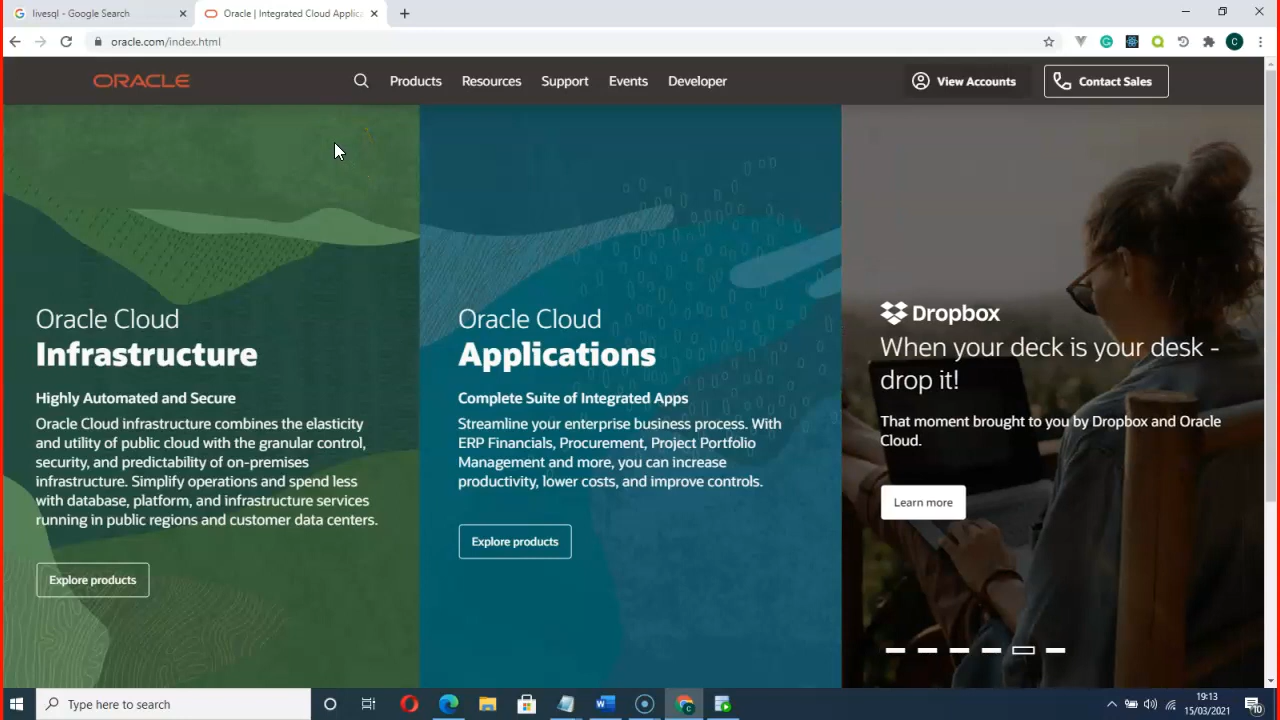 livesql - Google Search
Oracle | Integrated Cloud Applica
oracle.com/index.html
C
ORACLE
Products
Resources
Support
Events
Developer
View Accounts
Contact Sales
Oracle Cloud
Infrastructure
Highly Automated and Secure
Oracle Cloud infrastructure combines the elasticity
and utility of public cloud with the granular control,
security, and predictability of on-premises
infrastructure. Simplify operations and spend less
with database, platform, and infrastructure services
running in public regions and customer data centers.
Explore products
Oracle Cloud
Applications
Complete Suite of Integrated Apps
Streamline your enterprise business process. With
ERP Financials, Procurement, Project Portfolio
Management and more, you can increase
productivity, lower costs, and improve controls.
Explore products
Dropbox
When your deck is your desk -
drop it!
That moment brought to you by Dropbox and Oracle
Cloud.
Learn more
Type here to search
19:13
15/03/2021
10